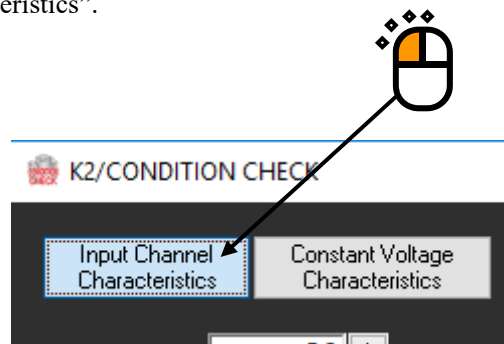 eristics”.
K2/CONDITION CHECK
Input Channel
Characteristics
Constant Voltage
Characteristics